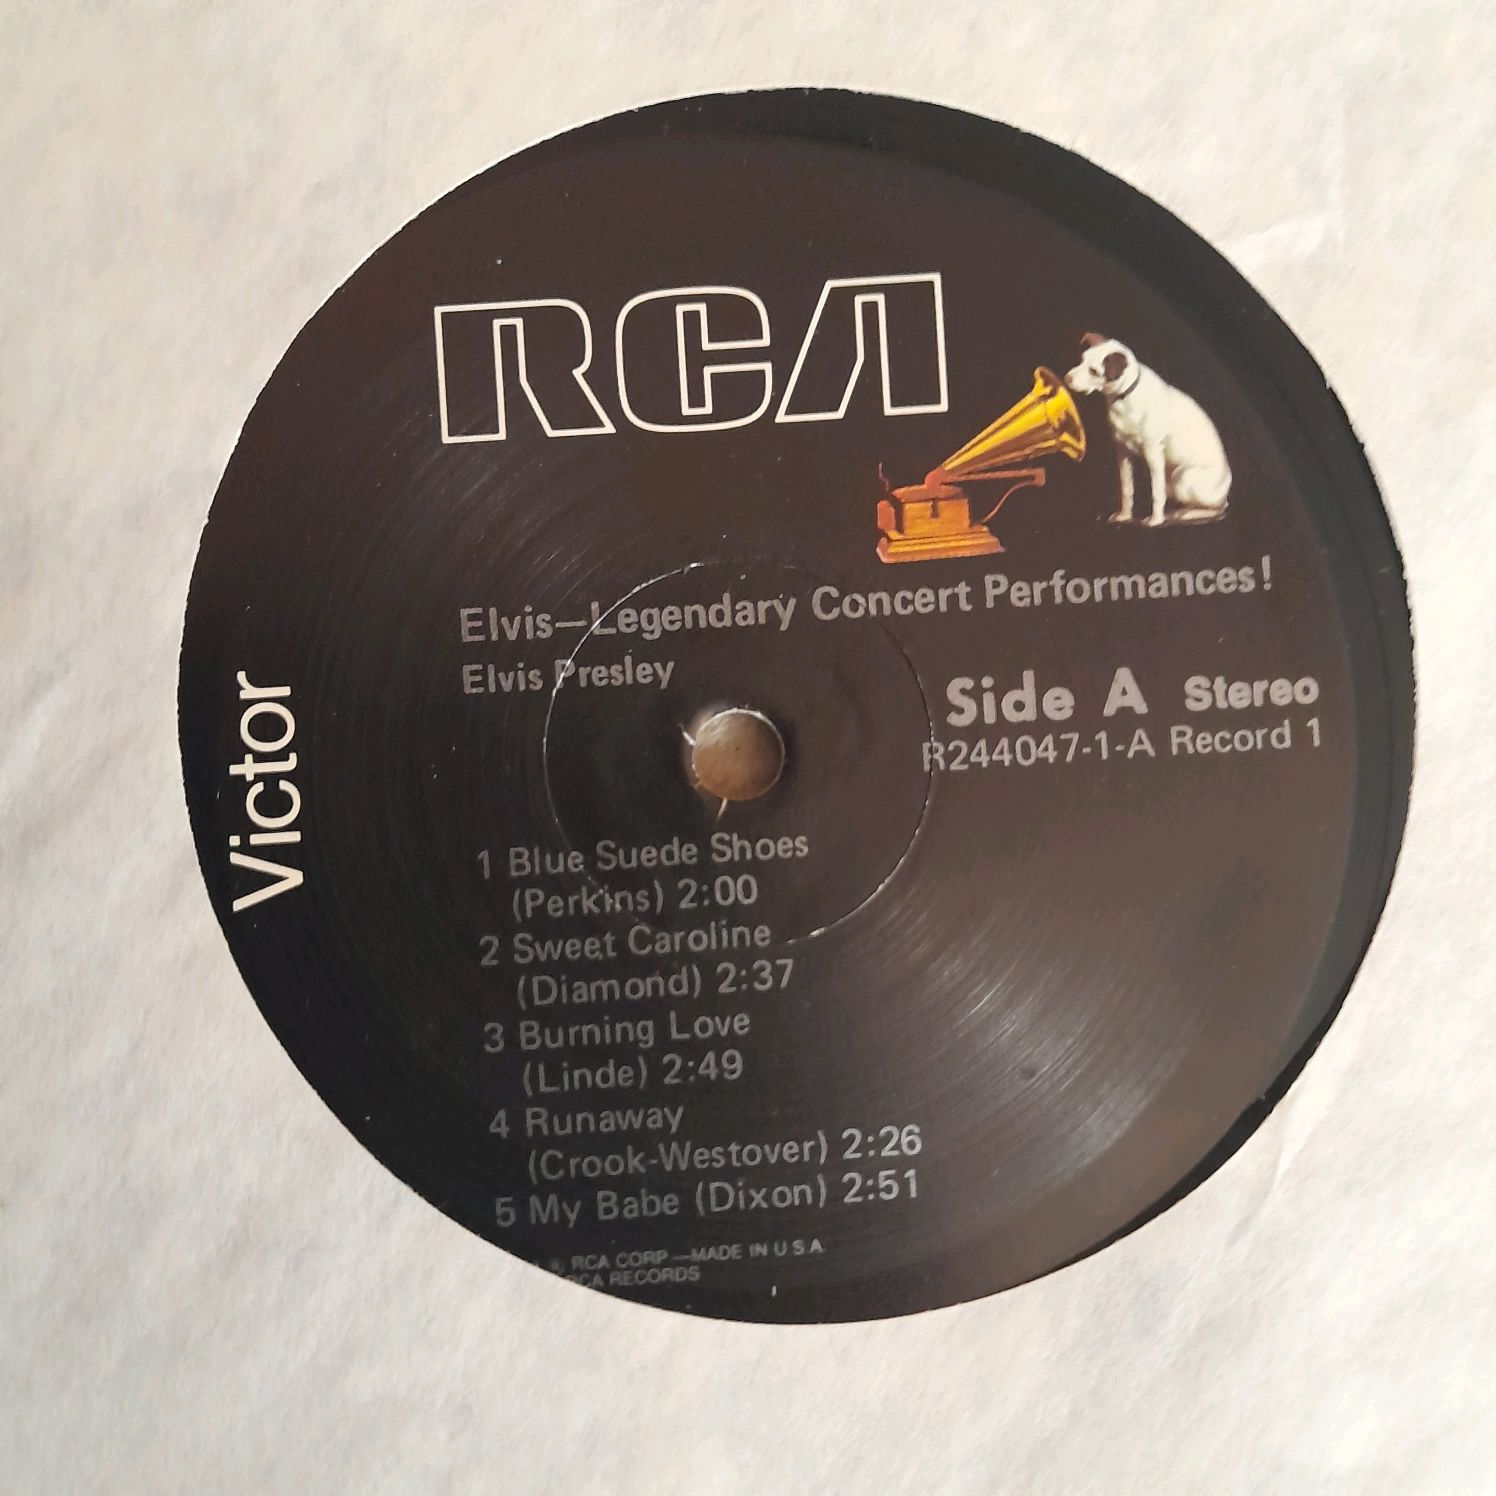 RCA
Victor
Elvis—Legendary Concert Performances!
Elvis Presley
Side A Stereo
R244047-1-A Record 1
1 Blue Suede Shoes
(Perkins) 2:00
2 Sweet Caroline
(Diamond) 2:37
3 Burning Love
(Linde) 2:49
4 Runaway
(Crook-Westover) 2:26
5 My Babe (Dixon) 2:51
RCA CORP.—MADE IN U.S.A.
RCA RECORDS